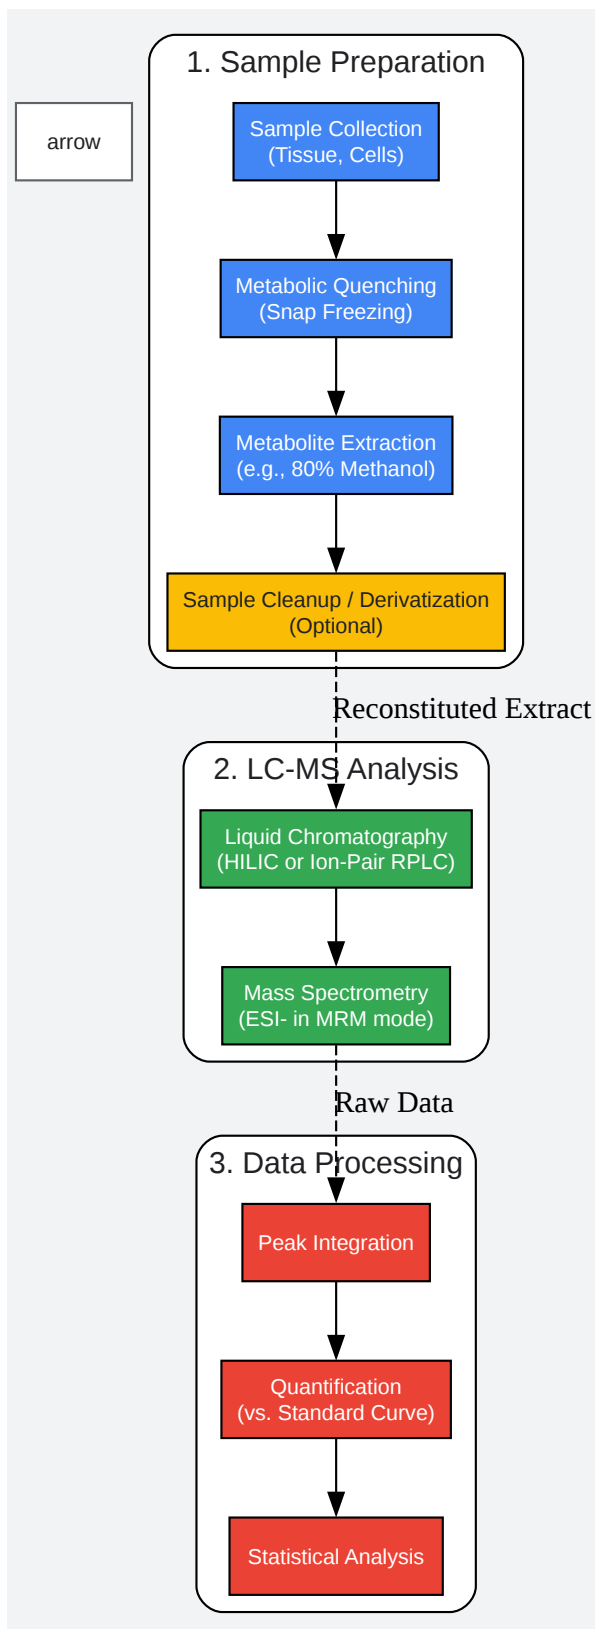 1. Sample Preparation
arrow
Sample Collection
(Tissue, Cells)
Metabolic Quenching
(Snap Freezing)
Metabolite Extraction
(e.g., 80% Methanol)
Sample Cleanup / Derivatization
(Optional)
Reconstituted Extract
2. LC-MS Analysis
Liquid Chromatography
(HILIC or Ion-Pair RPLC)
Mass Spectrometry
(ESI- in MRM mode)
Raw Data
3. Data Processing
Peak Integration
Quantification
(vs. Standard Curve)
Statistical Analysis